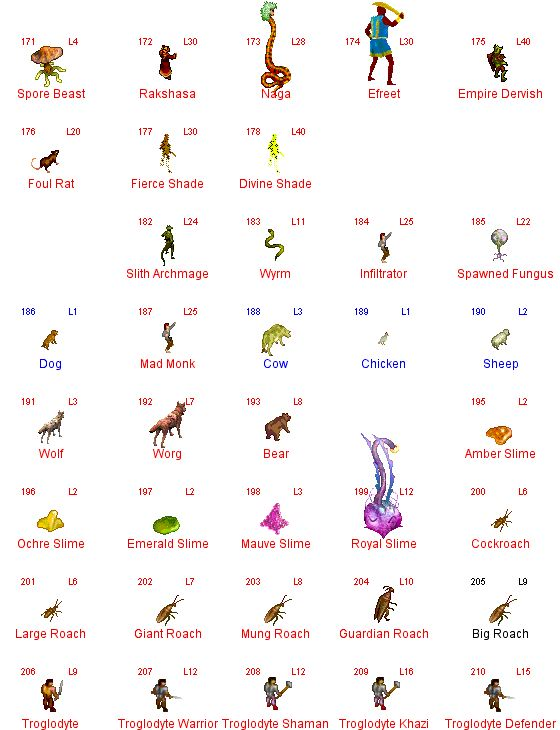 171 L4 172 L30 173 L28 174 L30 175 L40
Spore Beast Rakshasa Naga Efreet Empire Dervish
176 L20 177 L30 178 L40
Foul Rat Fierce Shade Divine Shade
182 L24 183 L11 184 L25 185 L22
Slith Archmage Wyrm Infiltrator Spawned Fungus
186 L1 187 L25 188 L3 189 L1 190 L2
Dog Mad Monk Cow Chicken Sheep
191 L3 192 L7 193 L8 195 L2
Wolf Worg Bear Amber Slime
196 L2 197 L2 198 L3 199 L12 200 L6
Ochre Slime Emerald Slime Mauve Slime Royal Slime Cockroach
201 L6 202 L7 203 L8 204 L10 205 L9
Large Roach Giant Roach Mung Roach Guardian Roach Big Roach
206 L9 207 L12 208 L12 209 L16 210 L15
Troglodyte Troglodyte Warrior Troglodyte Shaman Troglodyte Khazi Troglodyte Defender